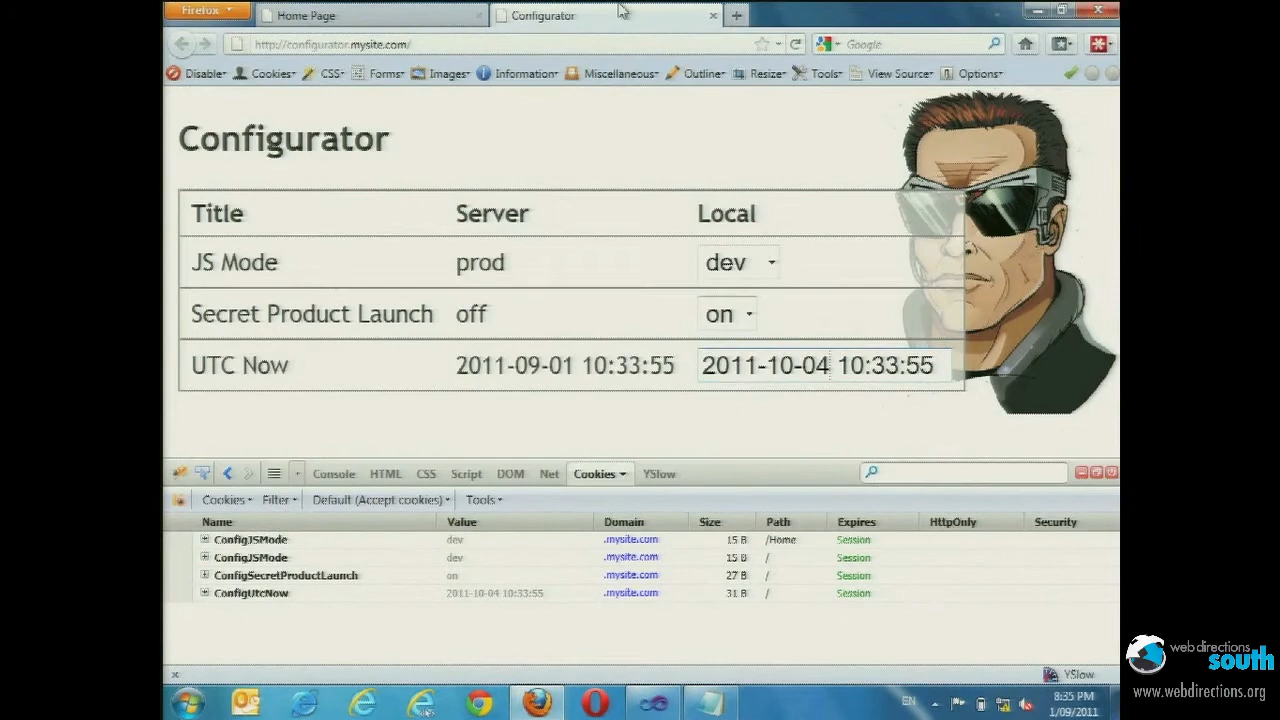 Firefox
Home Page
Configurator
http://configurator.mysite.com/
Google
Disable
Cookies
CSS
Forms
Images
Information
Miscellaneous
Outline
Resize
Tools
View Source
Options
Configurator
Title Server Local
JS Mode prod dev
Secret Product Launch off on
UTC Now 2011-09-01 10:33:55 2011-10-04 10:33:55
Console HTML CSS Script DOM Net Cookies YSlow
Cookies Filter Default (Accept cookies) Tools
Name Value Domain Size Path Expires HttpOnly Security
ConfigJSMode dev .mysite.com 15 B /Home Session
ConfigJSMode dev .mysite.com 15 B / Session
ConfigSecretProductLaunch on .mysite.com 27 B / Session
ConfigUtcNow 2011-10-04 10:33:55 .mysite.com 31 B / Session
YSlow
EN
8:35 PM
1/09/2011
web directions
south
www.webdirections.org